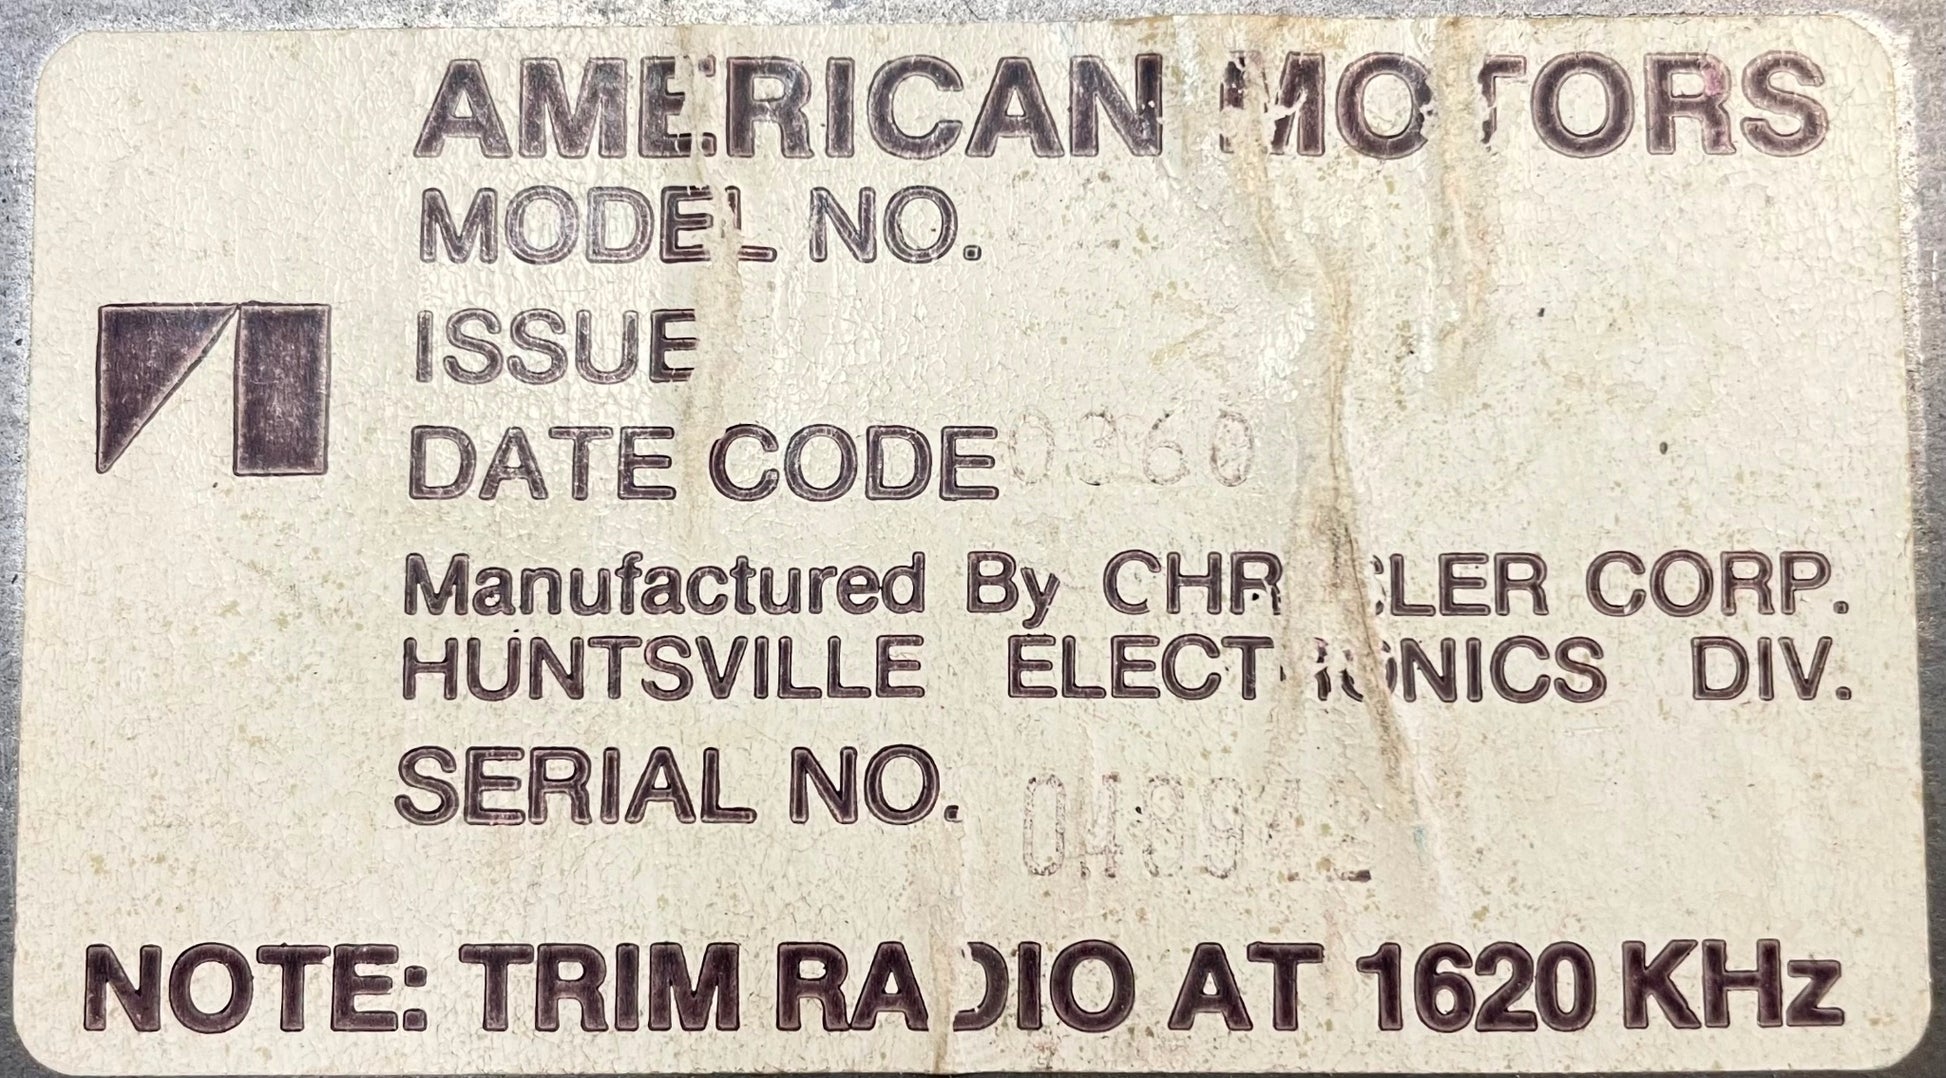 AMERICAN MOTORS
MODEL NO.
ISSUE
DATE CODE 0360
Manufactured By CHRYSLER CORP.
HUNTSVILLE ELECTRONICS DIV.
SERIAL NO.
NOTE: TRIM RADIO AT 1620 KHz